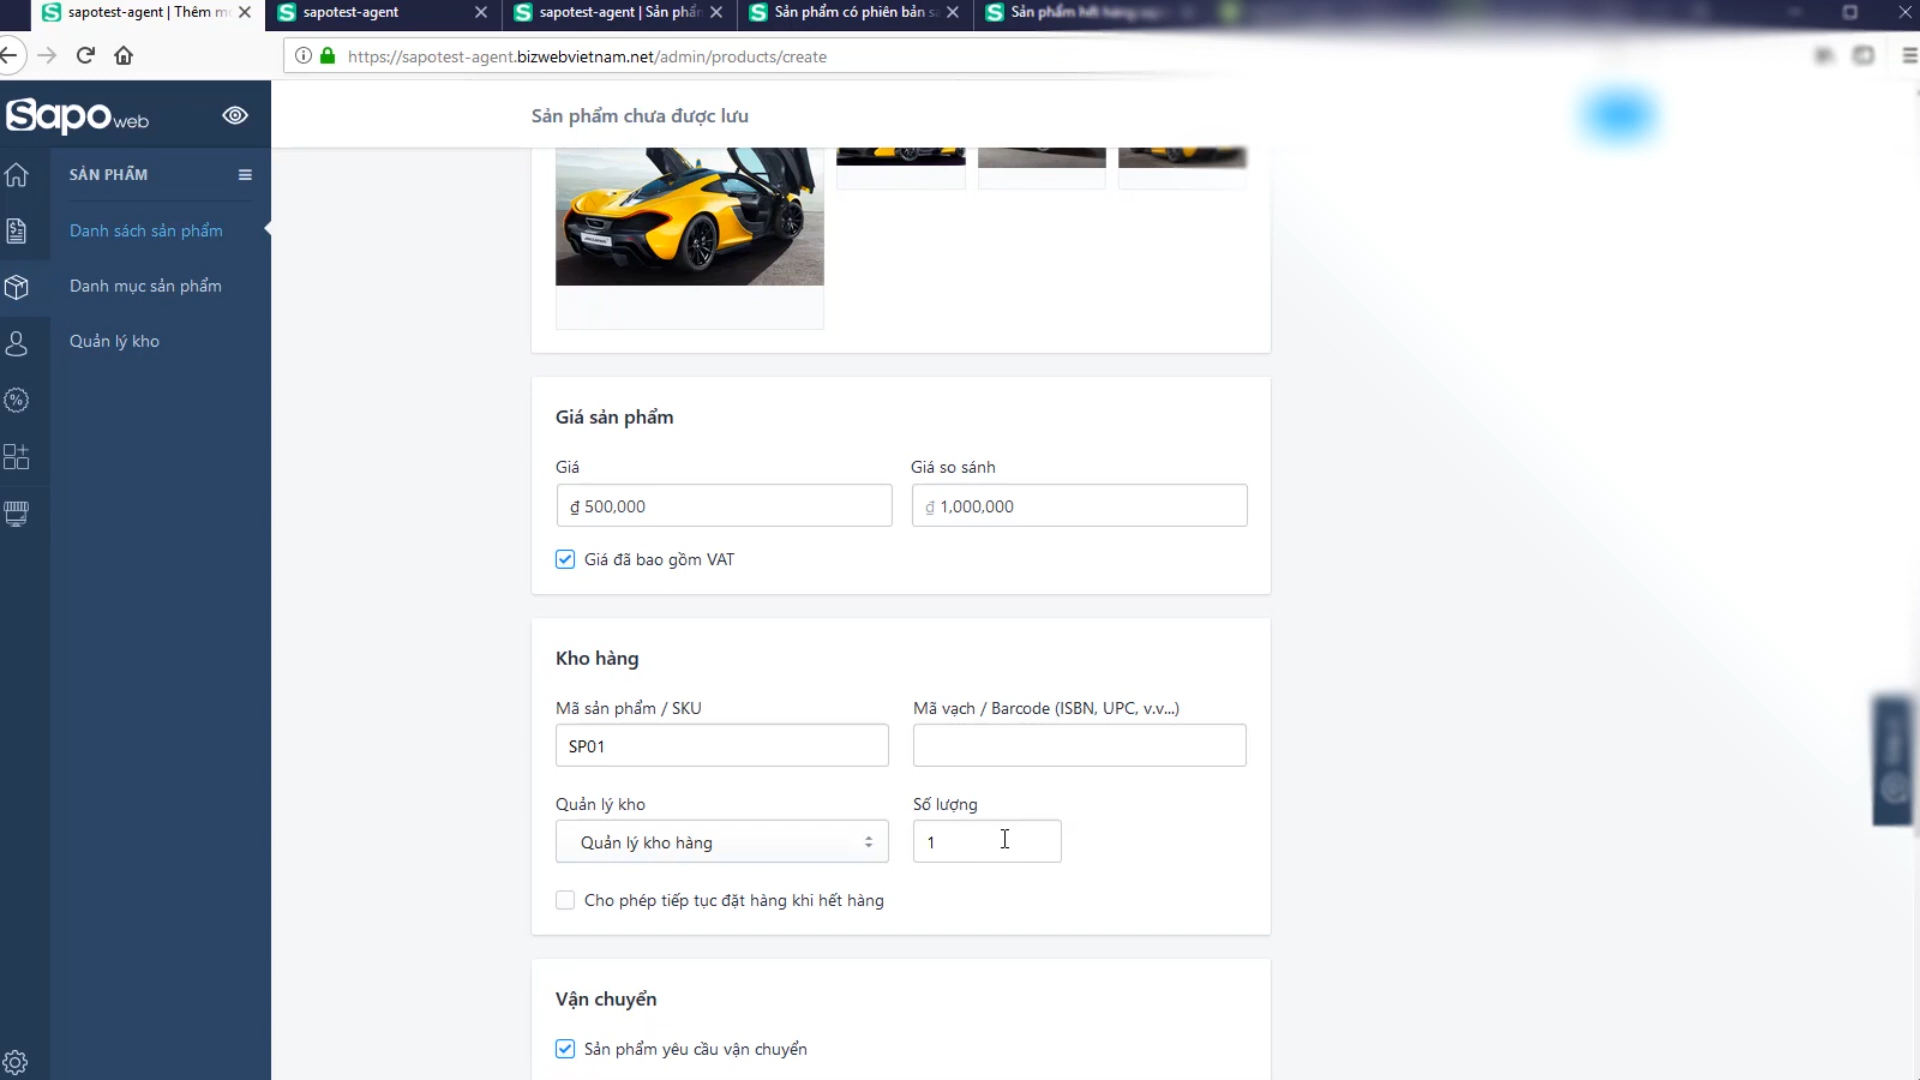 sapotest-agent | Thêm m
sapotest-agent
sapotest-agent | Sản phẩ
Sản phẩm có phiên bản s
Sản phẩm hết hàng
https://sapotest-agent.bizwebvietnam.net/admin/products/create
Sapo web
Sản phẩm chưa được lưu
SẢN PHẨM
Danh sách sản phẩm
Danh mục sản phẩm
Quản lý kho
Giá sản phẩm
Giá
Giá so sánh
₫ 500,000
₫ 1,000,000
Giá đã bao gồm VAT
Kho hàng
Mã sản phẩm / SKU
Mã vạch / Barcode (ISBN, UPC, v.v...)
SP01
Quản lý kho
Số lượng
Quản lý kho hàng
1
Cho phép tiếp tục đặt hàng khi hết hàng
Vận chuyển
Sản phẩm yêu cầu vận chuyển